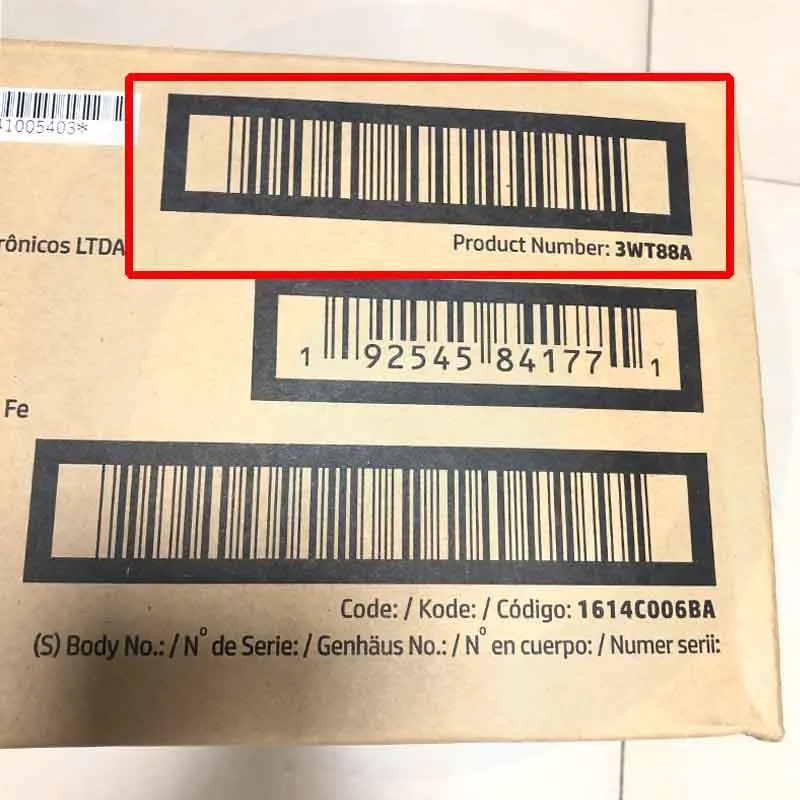 41005403*
rônicos LTDA
Product Number: 3WT88A
1 92545 84177 1
Fe
Code: / Kode: / Código: 1614C006BA
(S) Body No.: / N° de Serie: / Genhäus No.: / N° en cuerpo: / Numer serii: